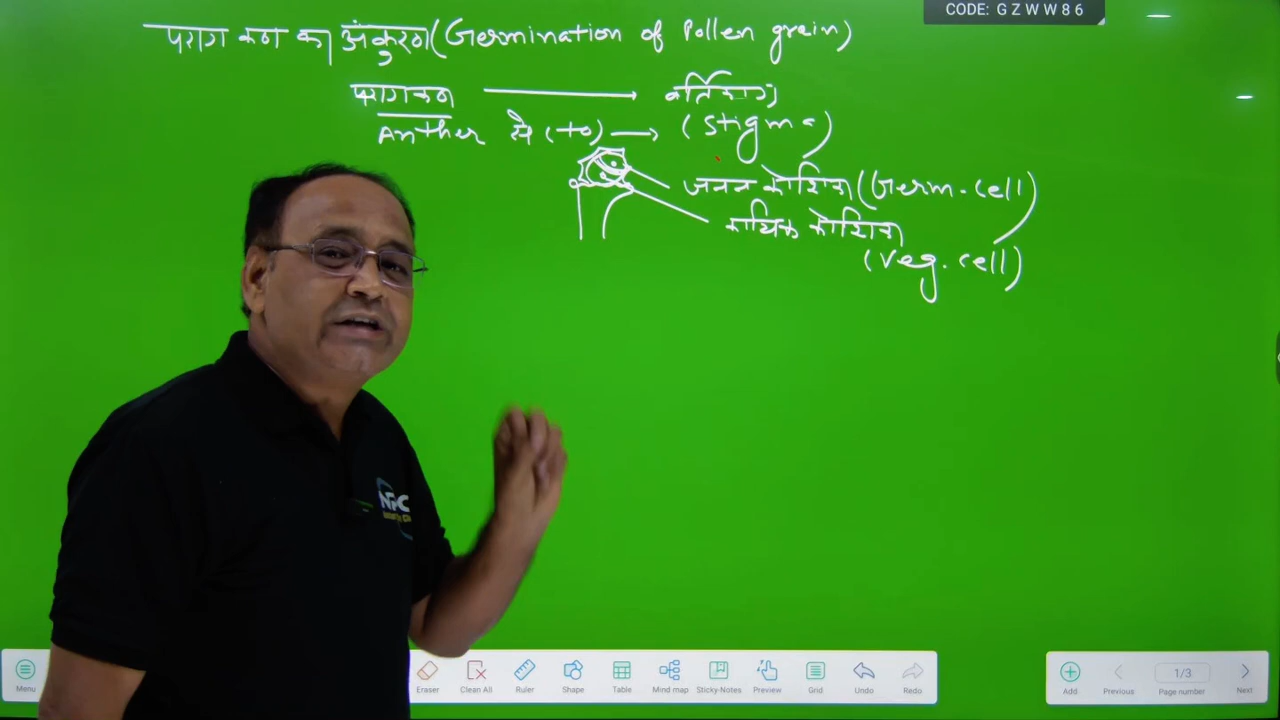 CODE: GZWW86
पराग कण का अंकुरण (Germination of Pollen grain)
परागकण → वर्तिकाग्र
Anther से (to) → (Stigma)
जनन कोशिका (Germ. cell)
कायिक कोशिका
(Veg. cell)
Menu Eraser Clean All Ruler Shape Table Mind map Sticky-Notes Preview Grid Undo Redo Add Previous 1/3 Page number Next